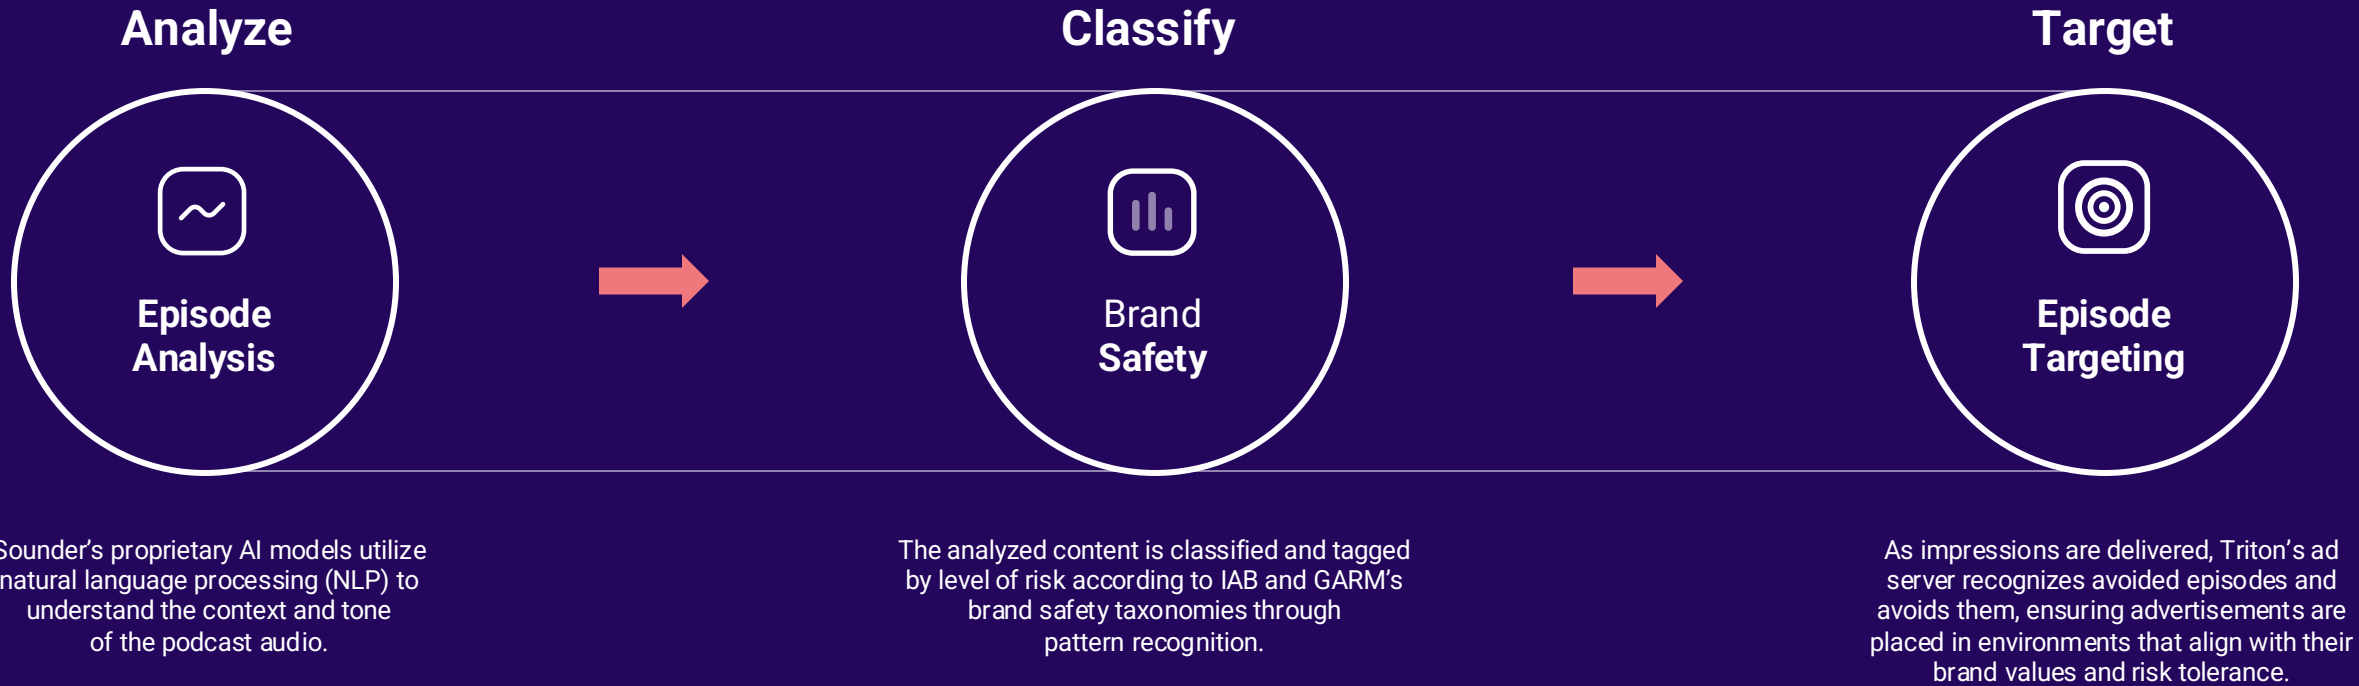 Analyze
Episode
Analysis
Sounder’s proprietary AI models utilize
natural language processing (NLP) to
understand the context and tone
of the podcast audio.
Classify
Brand
Safety
The analyzed content is classified and tagged
by level of risk according to IAB and GARM’s
brand safety taxonomies through
pattern recognition.
Target
Episode
Targeting
As impressions are delivered, Triton’s ad
server recognizes avoided episodes and
avoids them, ensuring advertisements are
placed in environments that align with their
brand values and risk tolerance.